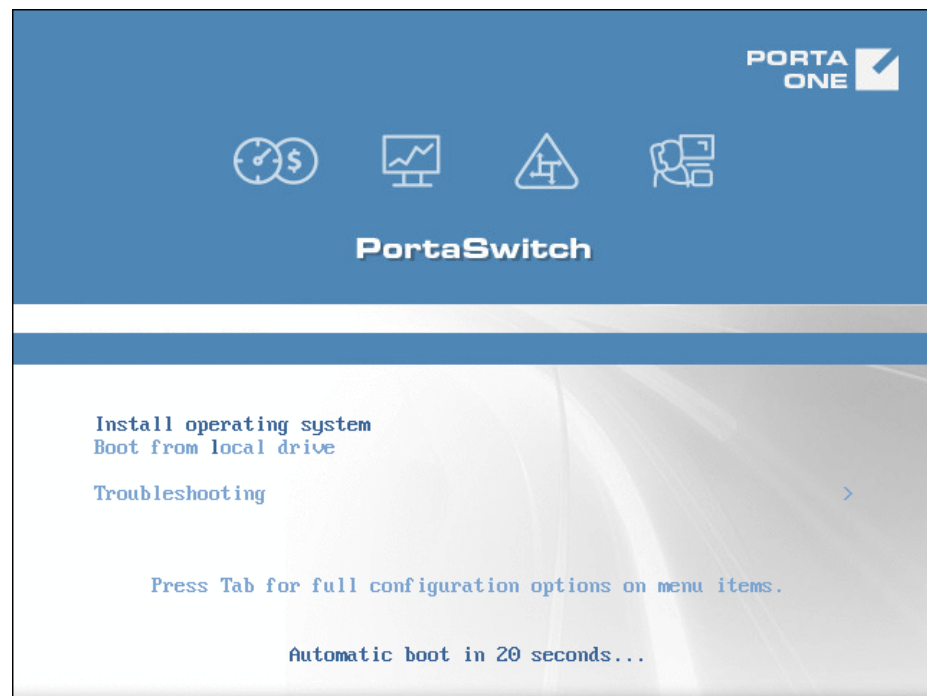 PORTA
ONE
PortaSwitch
Install operating system
Boot from local drive
Troubleshooting >
Press Tab for full configuration options on menu items.
Automatic boot in 20 seconds...